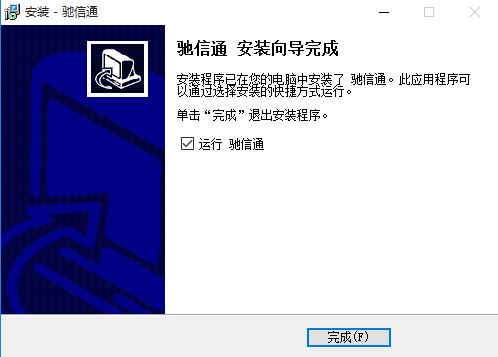 安装 - 驰信通
驰信通 安装向导完成
安装程序已在您的电脑中安装了 驰信通。此应用程序可
以通过选择安装的快捷方式运行。
单击“完成”退出安装程序。
运行 驰信通
完成(F)